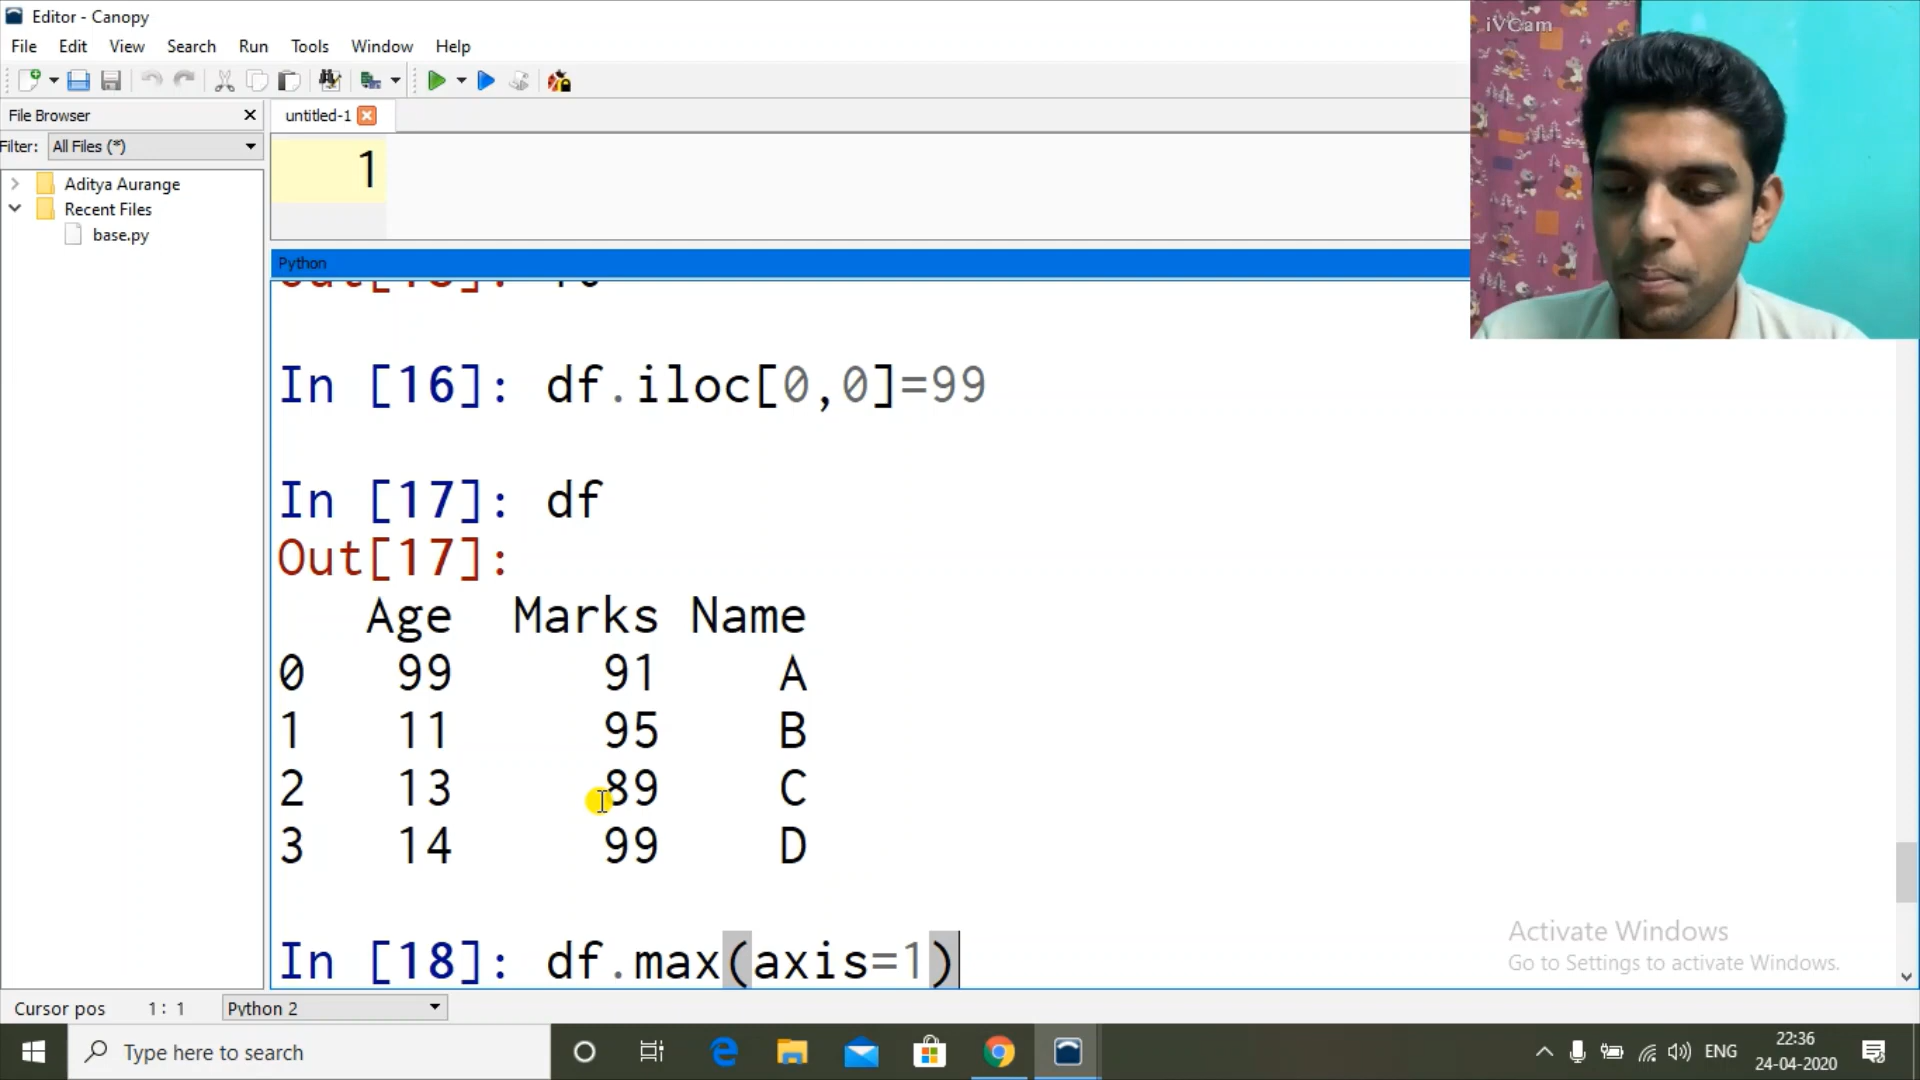 Editor - Canopy
File Edit View Search Run Tools Window Help
iVCam
File Browser
untitled-1
Filter: All Files (*)
1
Aditya Aurange
Recent Files
base.py
Python
In [16]: df.iloc[0,0]=99
In [17]: df
Out[17]:
Age Marks Name
0 99 91 A
1 11 95 B
2 13 89 C
3 14 99 D
In [18]: df.max(axis=1)
Activate Windows
Go to Settings to activate Windows.
Cursor pos 1: 1 Python 2
Type here to search
ENG
22:36
24-04-2020